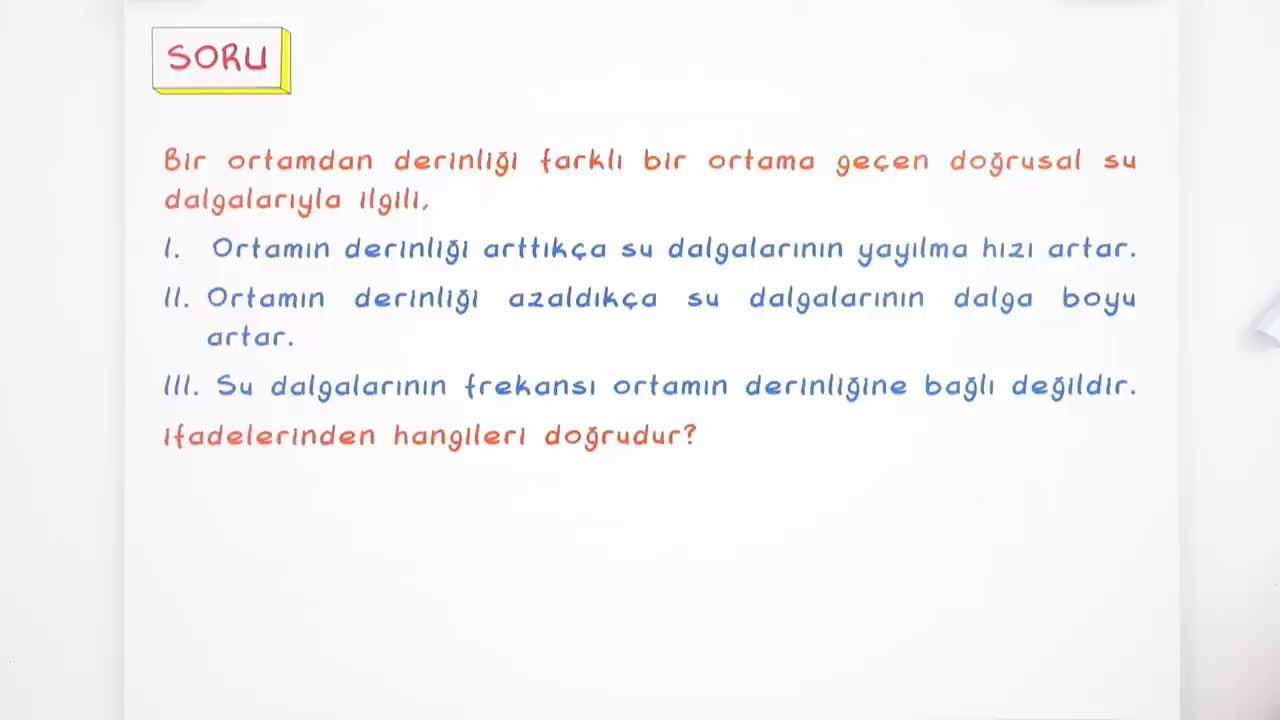 SORU
Bir ortamdan derinliği farklı bir ortama geçen doğrusal su
dalgalarıyla ilgili,
I. Ortamın derinliği arttıkça su dalgalarının yayılma hızı artar.
II. Ortamın derinliği azaldıkça su dalgalarının dalga boyu
artar.
III. Su dalgalarının frekansı ortamın derinliğine bağlı değildir.
ifadelerinden hangileri doğrudur?